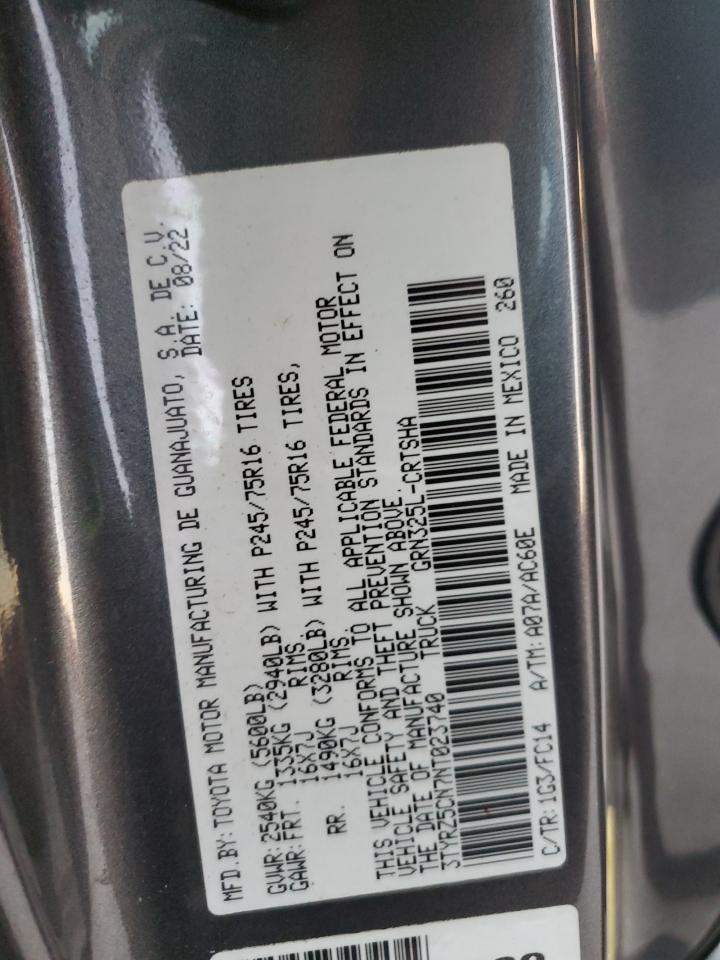 MFD.BY:TOYOTA MOTOR MANUFACTURING DE GUANAJUATO, S.A. DE C.V.
DATE: 08/22
GVWR:2540KG (5600LB)
GAWR:FRT. 1335KG (2940LB) WITH P245/75R16 TIRES
16X7J RIMS,
RR. 1490KG (3280LB) WITH P245/75R16 TIRES,
16X7J RIMS.
THIS VEHICLE CONFORMS TO ALL APPLICABLE FEDERAL MOTOR
VEHICLE SAFETY AND THEFT PREVENTION STANDARDS IN EFFECT ON
THE DATE OF MANUFACTURE SHOWN ABOVE.
3TYRZ5CN7NT023740 TRUCK GRN325L-CRTSHA
C/TR:1G3/FC14 A/TM:A07A/AC60E MADE IN MEXICO 260